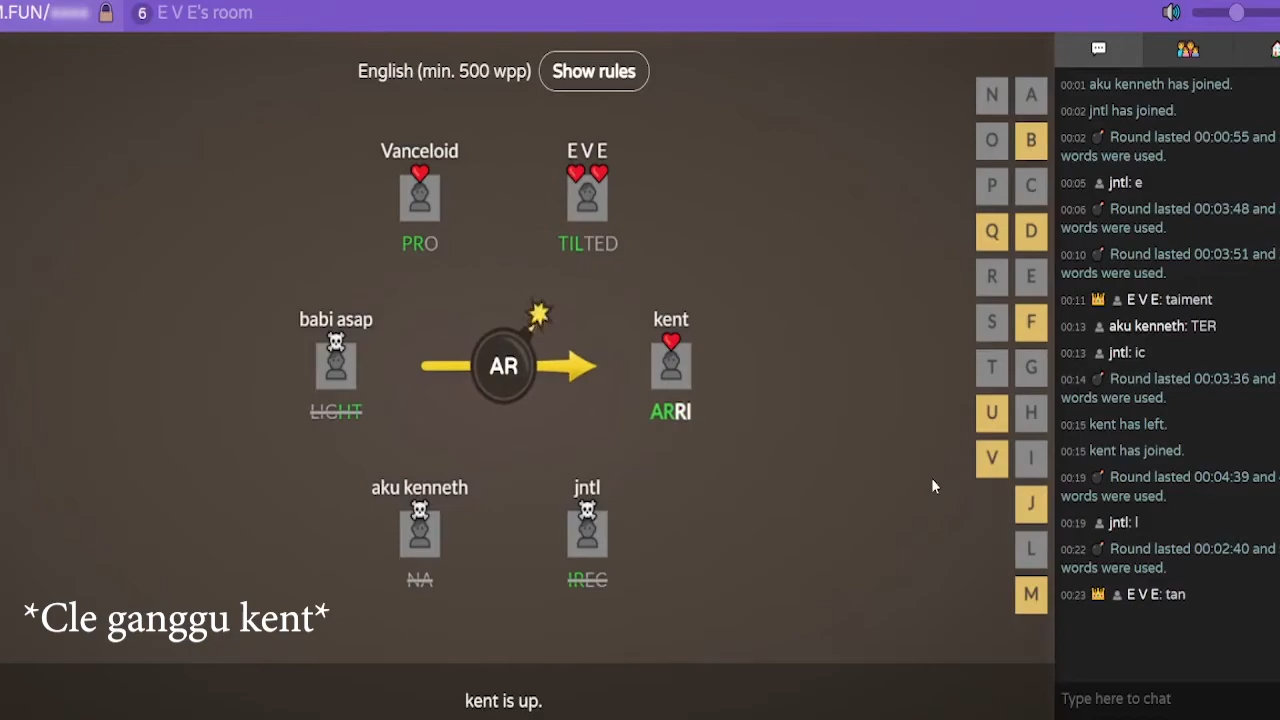 M.FUN/
6 E V E's room
English (min. 500 wpp) Show rules
Vanceloid
E V E
PRO
TILTED
babi asap
AR
kent
LIGHT
ARRI
aku kenneth
jntl
NA
IREC
*Cle ganggu kent*
kent is up.
N A
O B
P C
Q D
R E
S F
T G
U H
V I
J
L
M
00:01 aku kenneth has joined.
00:02 jntl has joined.
00:02 Round lasted 00:00:55 and
words were used.
00:05 jntl: e
00:06 Round lasted 00:03:48 and
words were used.
00:10 Round lasted 00:03:51 and
words were used.
00:11 E V E: taiment
00:13 aku kenneth: TER
00:13 jntl: ic
00:14 Round lasted 00:03:36 and
words were used.
00:15 kent has left.
00:15 kent has joined.
00:19 Round lasted 00:04:39 and
words were used.
00:19 jntl: l
00:22 Round lasted 00:02:40 and
words were used.
00:23 E V E: tan
Type here to chat